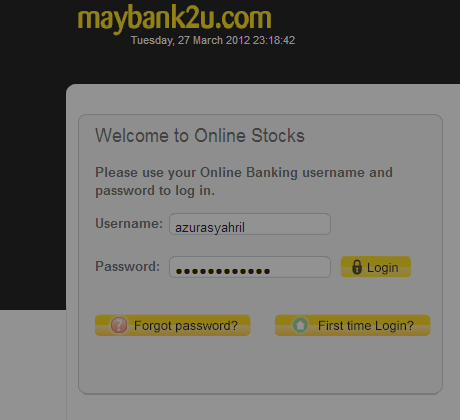 maybank2u.com
Tuesday, 27 March 2012 23:18:42
Welcome to Online Stocks
Please use your Online Banking username and
password to log in.
Username: azurasyahril
Password: ●●●●●●●●●●●● Login
Forgot password? First time Login?